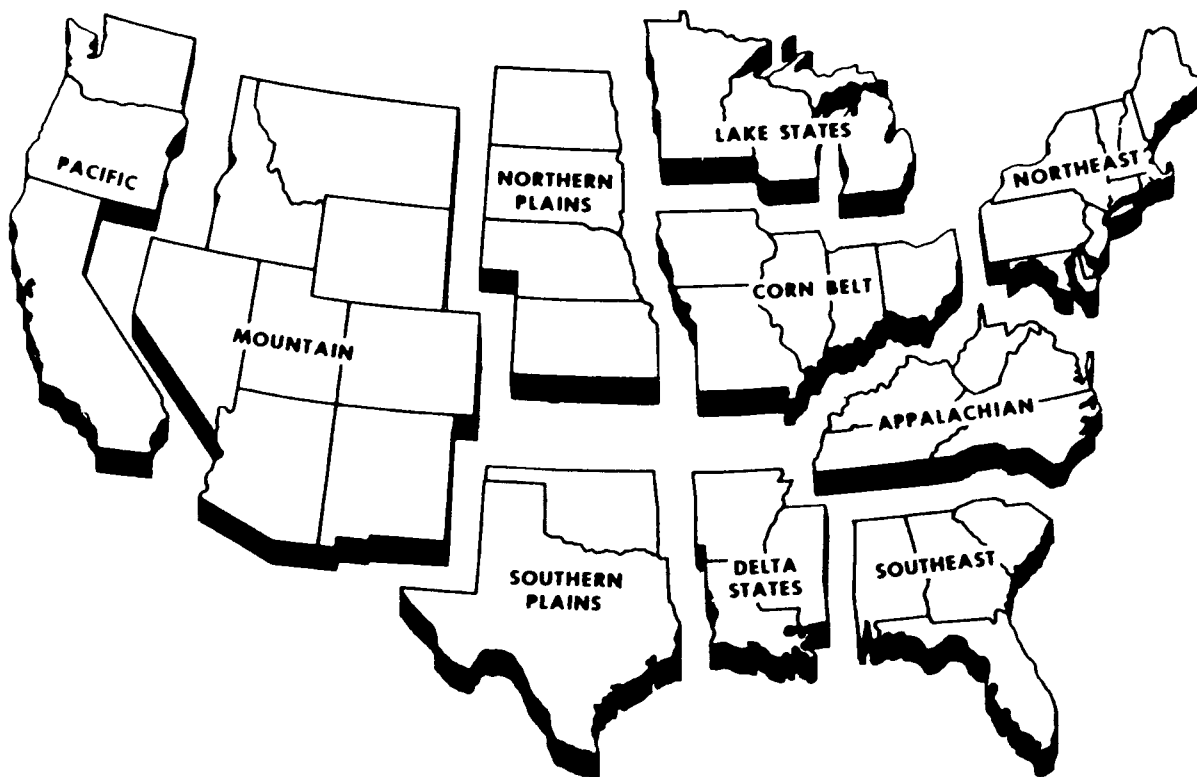 PACIFIC
MOUNTAIN
NORTHERN
PLAINS
LAKE STATES
CORN BELT
NORTHEAST
APPALACHIAN
SOUTHERN
PLAINS
DELTA
STATES
SOUTHEAST